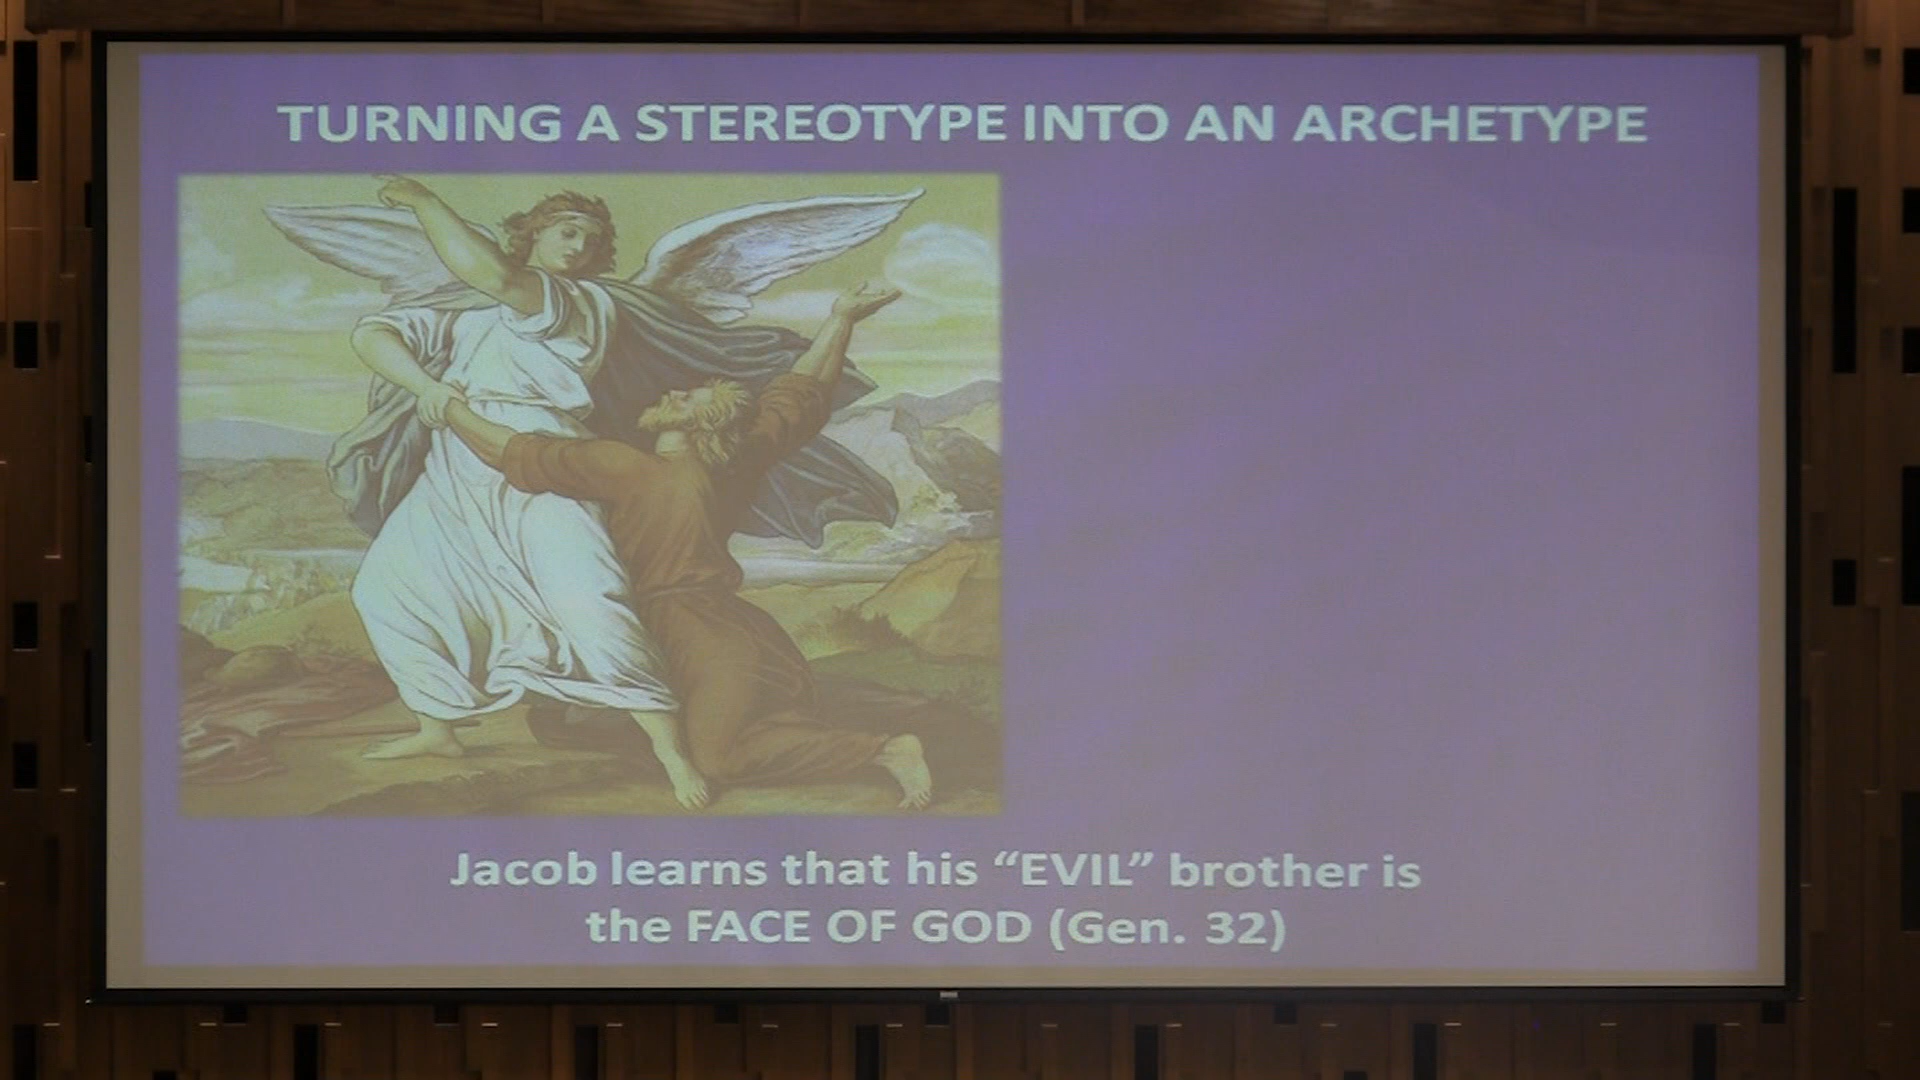 TURNING A STEREOTYPE INTO AN ARCHETYPE
Jacob learns that his “EVIL” brother is
the FACE OF GOD (Gen. 32)